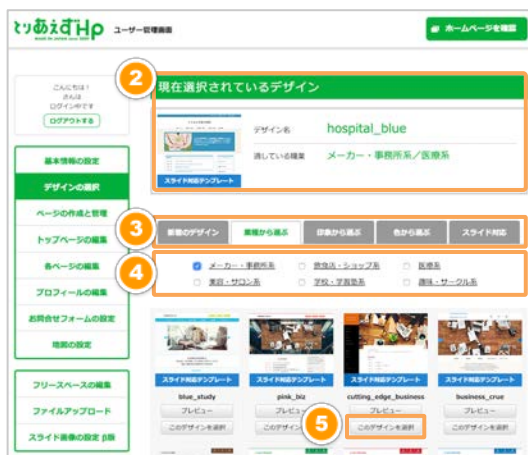 とりあえずHP
ユーザー管理画面
ホームページを確認
こんにちは！
さんは
ログイン中です
ログアウトする
基本情報の設定
デザインの選択
ページの作成と管理
トップページの編集
各ページの編集
プロフィールの編集
お問合せフォームの設定
地図の設定
フリースペースの編集
ファイルアップロード
スライド画像の設定 β版
2
現在選択されているデザイン
スライド対応テンプレート
デザイン名
hospital_blue
適している職業
メーカー・事務所系／医療系
3
新着のデザイン 業種から選ぶ 印象から選ぶ 色から選ぶ スライド対応
4
メーカー・事務所系 飲食店・ショップ系 医療系
美容・サロン系 学校・学習塾系 趣味・サークル系
スライド対応テンプレート スライド対応テンプレート スライド対応テンプレート スライド対応テンプレート
blue_study pink_biz cutting_edge_business business_crue
プレビュー プレビュー プレビュー プレビュー
このデザインを選択 このデザイン 5 このデザインを選択 このデザインを選択